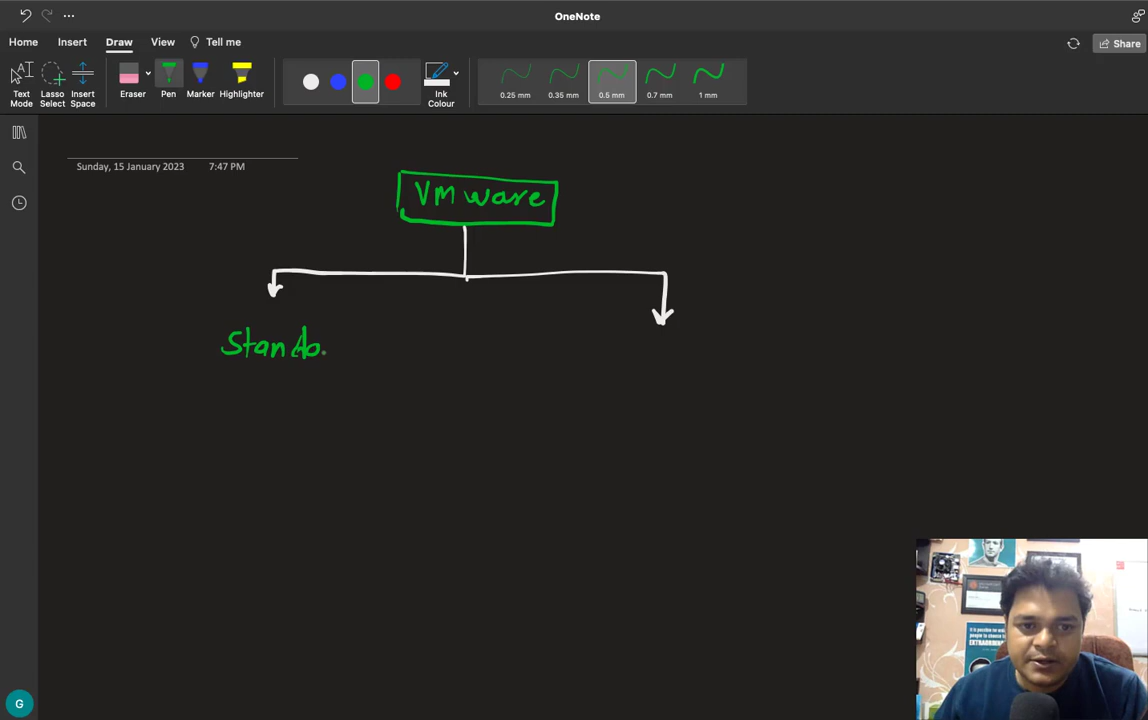 OneNote
Home Insert Draw View Tell me
Share
Text Mode
Lasso Select
Insert Space
Eraser
Pen
Marker
Highlighter
Ink Colour
0.25 mm
0.35 mm
0.5 mm
0.7 mm
1 mm
Sunday, 15 January 2023 7:47 PM
VMware
G